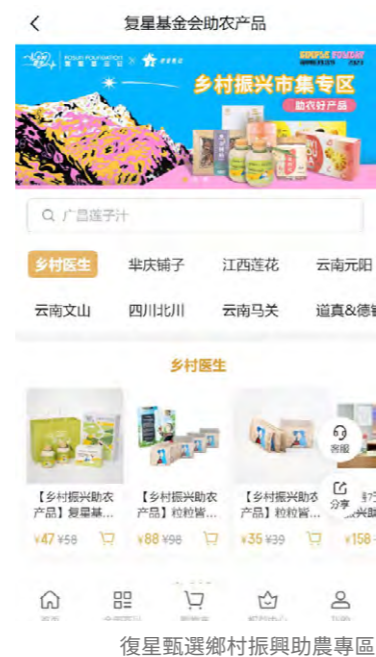 复星基金会助农产品
FOSUN FOUNDATION
乡村振兴市集专区
助农好产品
广昌莲子汁
乡村医生 芈庆铺子 江西莲花 云南元阳
云南文山 四川北川 云南马关 道真&德
乡村医生
客服
分享
【乡村振兴助农 【乡村振兴助农 【乡村振兴助农
产品】复星基... 产品】粒粒皆... 产品】粒粒皆...
¥47 ¥58 ¥88 ¥98 ¥35 ¥39 ¥158
復星甄選鄉村振興助農專區